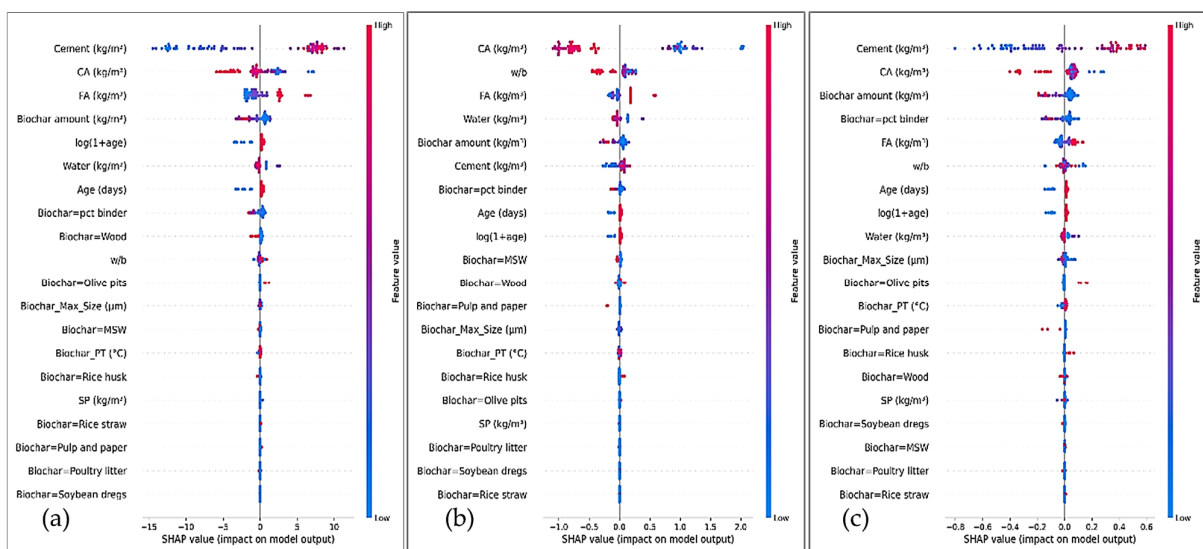 High
Cement (kg/m³)
CA (kg/m³)
FA (kg/m³)
Biochar amount (kg/m³)
log(1+age)
Water (kg/m³)
Age (days)
Biochar=pct binder
Biochar=Wood
w/b
Biochar=Olive pits
Biochar_Max_Size (μm)
Biochar=MSW
Biochar_PT (°C)
Biochar=Rice husk
SP (kg/m³)
Biochar=Rice straw
Biochar=Pulp and paper
Biochar=Poultry litter
Biochar=Soybean dregs
Feature value
Low
(a)
−15 −10 −5 0 5 10
SHAP value (impact on model output)
High
CA (kg/m³)
w/b
FA (kg/m³)
Water (kg/m³)
Biochar amount (kg/m³)
Cement (kg/m³)
Biochar=pct binder
Age (days)
log(1+age)
Biochar=MSW
Biochar=Wood
Biochar=Pulp and paper
Biochar_Max_Size (μm)
Biochar_PT (°C)
Biochar=Rice husk
Biochar=Olive pits
SP (kg/m³)
Biochar=Poultry litter
Biochar=Soybean dregs
Biochar=Rice straw
Feature value
Low
(b)
−1.0 −0.5 0.0 0.5 1.0 1.5 2.0
SHAP value (impact on model output)
High
Cement (kg/m³)
CA (kg/m³)
Biochar amount (kg/m³)
Biochar=pct binder
FA (kg/m³)
w/b
Age (days)
log(1+age)
Water (kg/m³)
Biochar_Max_Size (μm)
Biochar=Olive pits
Biochar_PT (°C)
Biochar=Pulp and paper
Biochar=Rice husk
Biochar=Wood
SP (kg/m³)
Biochar=Soybean dregs
Biochar=MSW
Biochar=Poultry litter
Biochar=Rice straw
Feature value
Low
(c)
−0.8 −0.6 −0.4 −0.2 0.0 0.2 0.4 0.6
SHAP value (impact on model output)